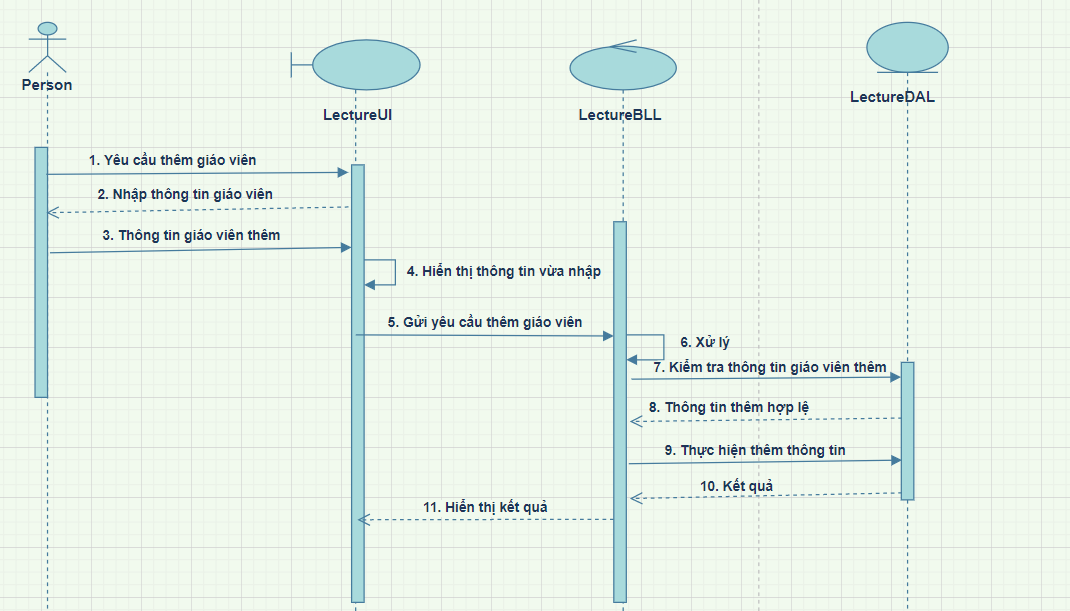 Person
LectureUI
LectureBLL
LectureDAL
1. Yêu cầu thêm giáo viên
2. Nhập thông tin giáo viên
3. Thông tin giáo viên thêm
4. Hiển thị thông tin vừa nhập
5. Gửi yêu cầu thêm giáo viên
6. Xử lý
7. Kiểm tra thông tin giáo viên thêm
8. Thông tin thêm hợp lệ
9. Thực hiện thêm thông tin
10. Kết quả
11. Hiển thị kết quả